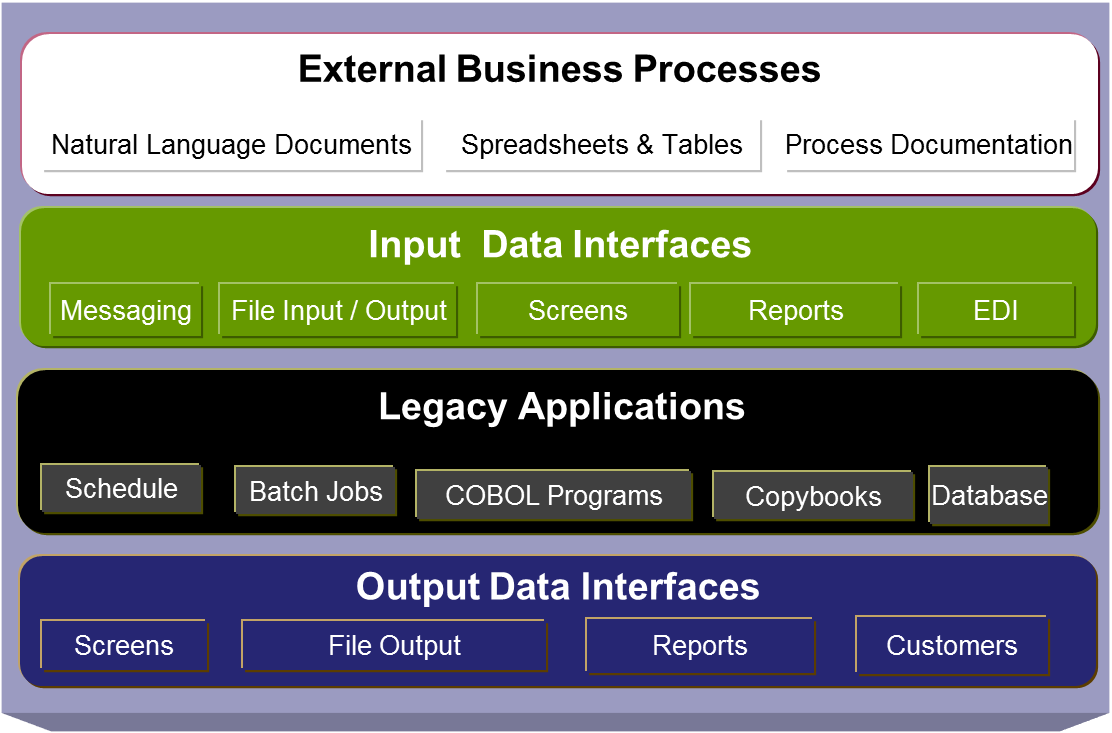 External Business Processes
Natural Language Documents Spreadsheets & Tables Process Documentation
Input Data Interfaces
Messaging File Input / Output Screens Reports EDI
Legacy Applications
Schedule Batch Jobs COBOL Programs Copybooks Database
Output Data Interfaces
Screens File Output Reports Customers